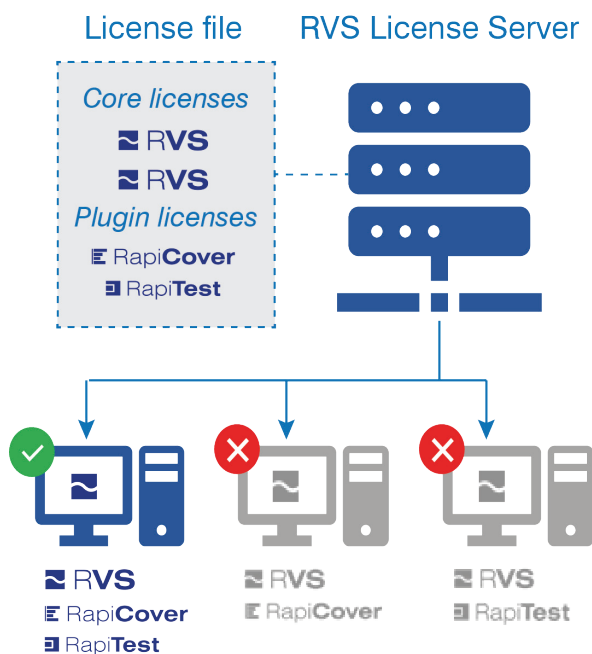 License file
RVS License Server
Core licenses
RVS
RVS
Plugin licenses
RapiCover
RapiTest
RVS
RapiCover
RapiTest
RVS
RapiCover
RVS
RapiTest